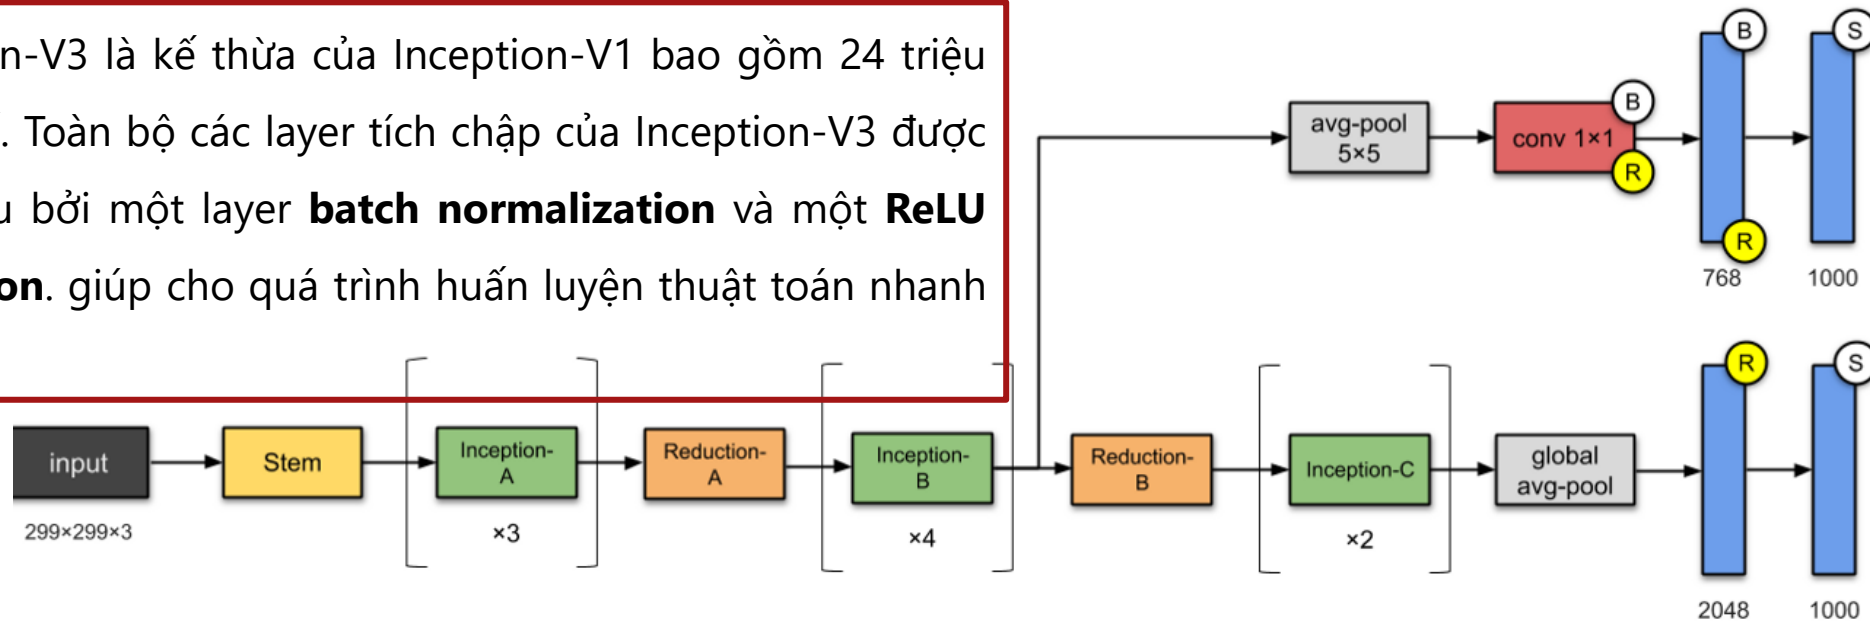 n-V3 là kế thừa của Inception-V1 bao gồm 24 triệu
. Toàn bộ các layer tích chập của Inception-V3 được
u bởi một layer batch normalization và một ReLU
on. giúp cho quá trình huấn luyện thuật toán nhanh
B
S
avg-pool
5×5
conv 1×1
B
R
R
768
1000
input
299×299×3
Stem
Inception-
A
×3
Reduction-
A
Inception-
B
×4
Reduction-
B
Inception-C
×2
global
avg-pool
R
S
2048
1000